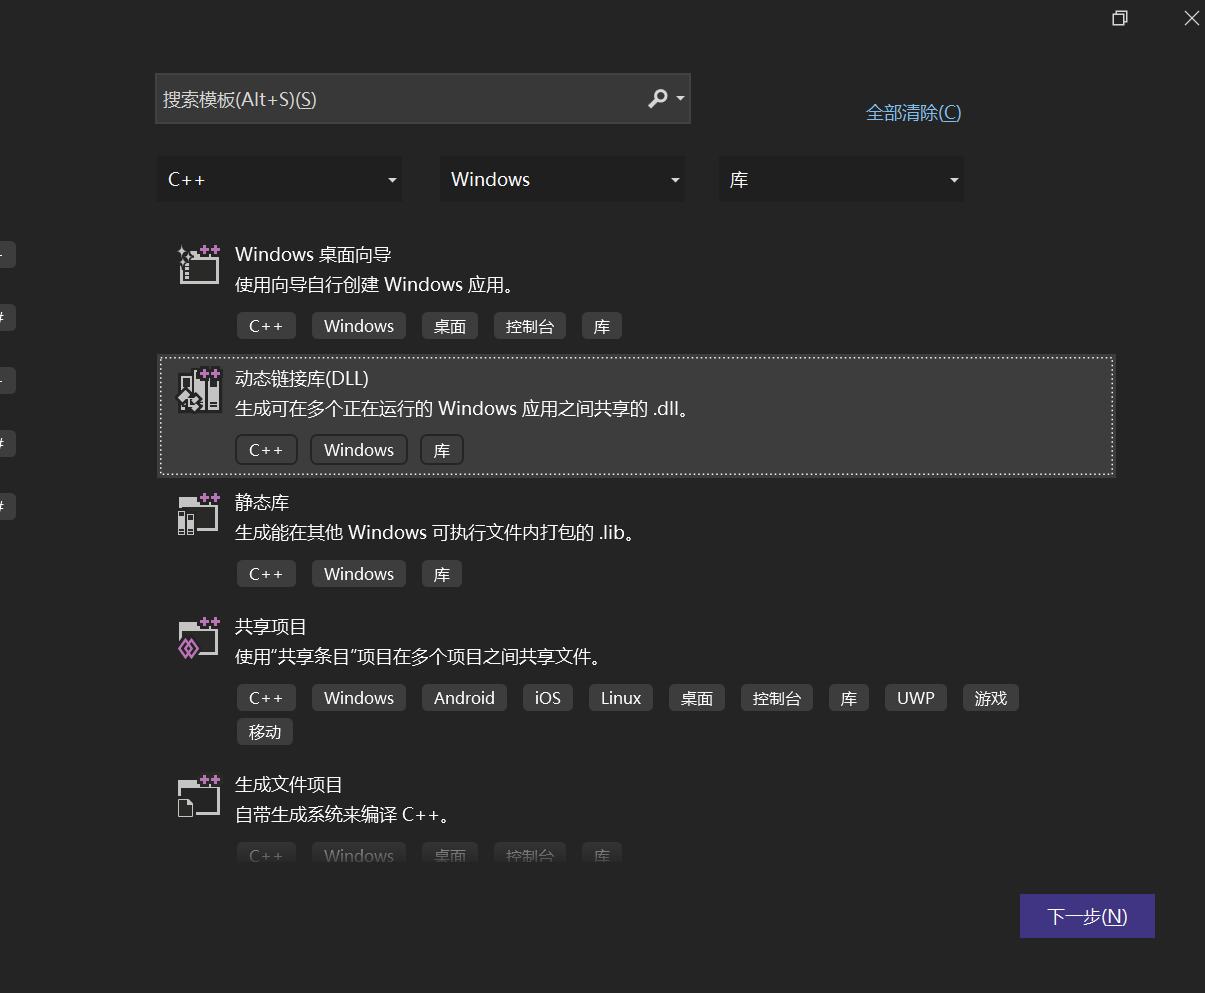 搜索模板(Alt+S)(S)
全部清除(C)
C++ Windows 库
Windows 桌面向导
使用向导自行创建 Windows 应用。
C++ Windows 桌面 控制台 库
动态链接库(DLL)
生成可在多个正在运行的 Windows 应用之间共享的 .dll。
C++ Windows 库
静态库
生成能在其他 Windows 可执行文件内打包的 .lib。
C++ Windows 库
共享项目
使用“共享条目”项目在多个项目之间共享文件。
C++ Windows Android iOS Linux 桌面 控制台 库 UWP 游戏
移动
生成文件项目
自带生成系统来编译 C++。
C++ Windows 桌面 控制台 库
下一步(N)